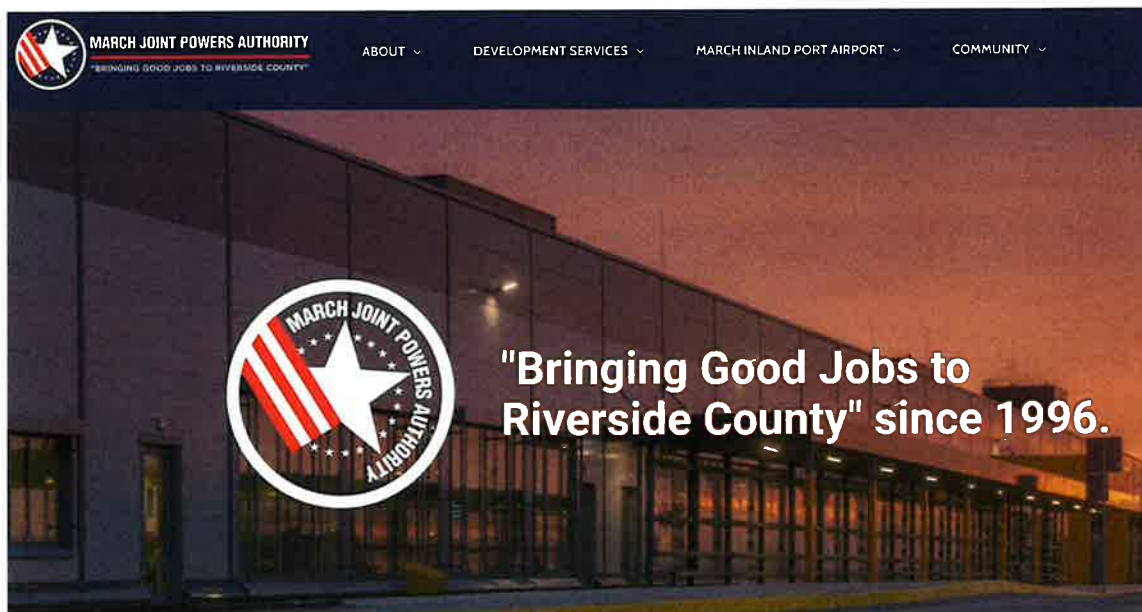 MARCH JOINT POWERS AUTHORITY
"BRINGING GOOD JOBS TO RIVERSIDE COUNTY"
ABOUT
DEVELOPMENT SERVICES
MARCH INLAND PORT AIRPORT
COMMUNITY
MARCH JOINT POWERS AUTHORITY
"Bringing Good Jobs to
Riverside County" since 1996.